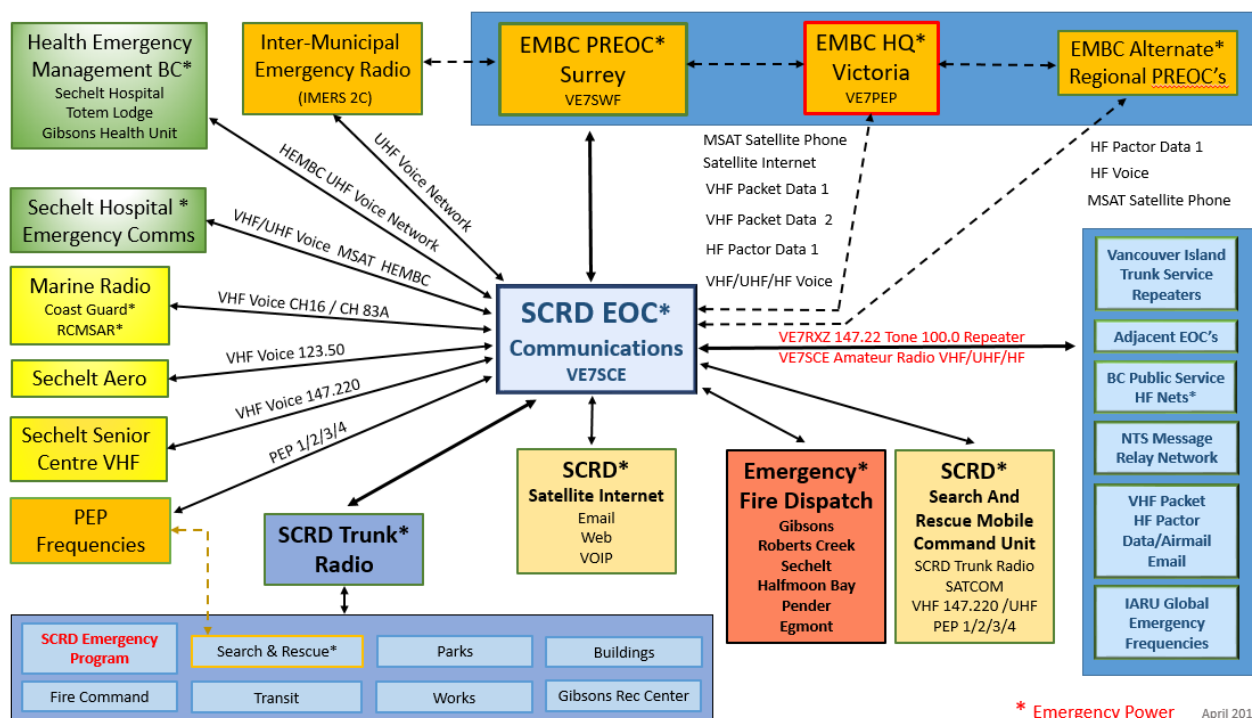 Health Emergency
Management BC*
Sechelt Hospital
Totem Lodge
Gibsons Health Unit
Inter-Municipal
Emergency Radio
(IMERS 2C)
EMBC PREOC*
Surrey
VE7SWF
EMBC HQ*
Victoria
VE7PEP
EMBC Alternate*
Regional PREOC's
UHF Voice Network
HEMBC UHF Voice Network
MSAT Satellite Phone
Satellite Internet
VHF Packet Data 1
VHF Packet Data 2
HF Pactor Data 1
VHF/UHF/HF Voice
HF Pactor Data 1
HF Voice
MSAT Satellite Phone
Sechelt Hospital *
Emergency Comms
VHF/UHF Voice MSAT HEMBC
Marine Radio
Coast Guard*
RCMSAR*
VHF Voice CH16 / CH 83A
SCRD EOC*
Communications
VE7SCE
VE7RXZ 147.22 Tone 100.0 Repeater
VE7SCE Amateur Radio VHF/UHF/HF
Vancouver Island
Trunk Service
Repeaters
Adjacent EOC's
BC Public Service
HF Nets*
NTS Message
Relay Network
VHF Packet
HF Pactor
Data/Airmail
Email
IARU Global
Emergency
Frequencies
Sechelt Aero
VHF Voice 123.50
Sechelt Senior
Centre VHF
VHF Voice 147.220
PEP
Frequencies
PEP 1/2/3/4
SCRD Trunk*
Radio
SCRD*
Satellite Internet
Email
Web
VOIP
Emergency*
Fire Dispatch
Gibsons
Roberts Creek
Sechelt
Halfmoon Bay
Pender
Egmont
SCRD*
Search And
Rescue Mobile
Command Unit
SCRD Trunk Radio
SATCOM
VHF 147.220 /UHF
PEP 1/2/3/4
SCRD Emergency
Program
Search & Rescue*
Parks
Buildings
Fire Command
Transit
Works
Gibsons Rec Center
* Emergency Power
April 201